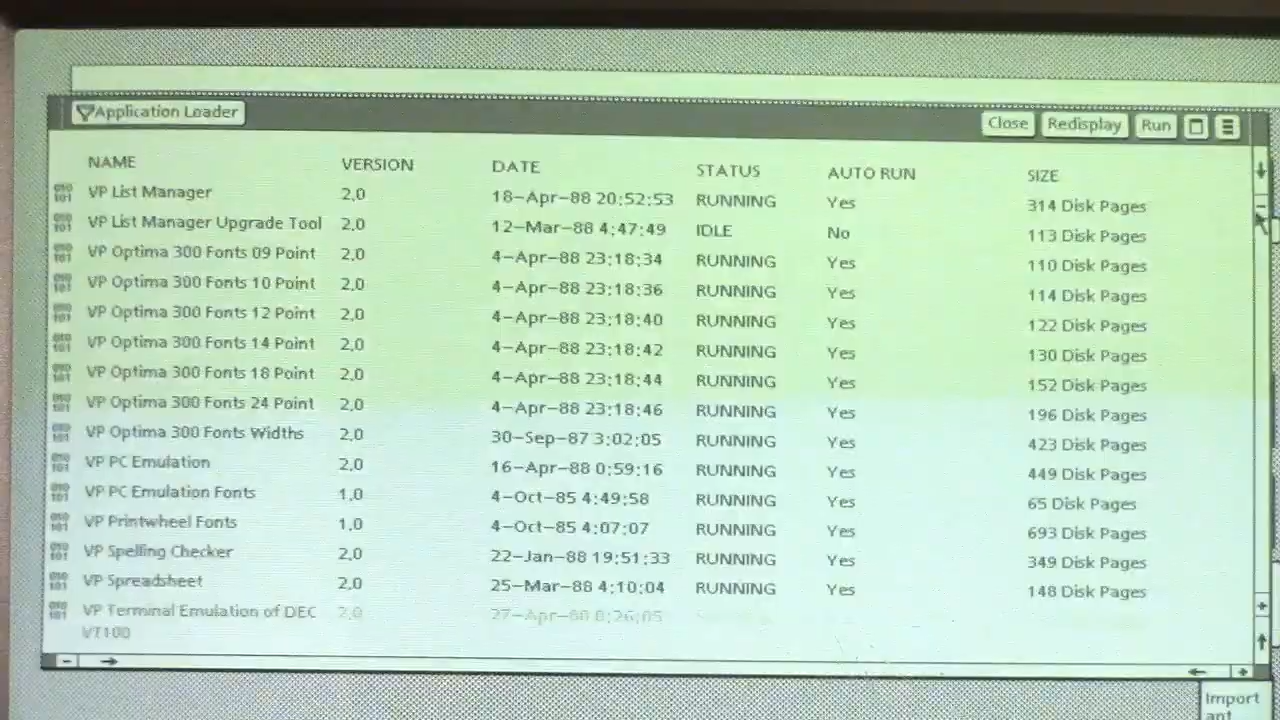 Application Loader
Close Redisplay Run
NAME VERSION DATE STATUS AUTO RUN SIZE
VP List Manager 2,0 18-Apr-88 20:52:53 RUNNING Yes 314 Disk Pages
VP List Manager Upgrade Tool 2,0 12-Mar-88 4:47:49 IDLE No 113 Disk Pages
VP Optima 300 Fonts 09 Point 2,0 4-Apr-88 23:18:34 RUNNING Yes 110 Disk Pages
VP Optima 300 Fonts 10 Point 2,0 4-Apr-88 23:18:36 RUNNING Yes 114 Disk Pages
VP Optima 300 Fonts 12 Point 2,0 4-Apr-88 23:18:40 RUNNING Yes 122 Disk Pages
VP Optima 300 Fonts 14 Point 2,0 4-Apr-88 23:18:42 RUNNING Yes 130 Disk Pages
VP Optima 300 Fonts 18 Point 2,0 4-Apr-88 23:18:44 RUNNING Yes 152 Disk Pages
VP Optima 300 Fonts 24 Point 2,0 4-Apr-88 23:18:46 RUNNING Yes 196 Disk Pages
VP Optima 300 Fonts Widths 2,0 30-Sep-87 3:02:05 RUNNING Yes 423 Disk Pages
VP PC Emulation 2,0 16-Apr-88 0:59:16 RUNNING Yes 449 Disk Pages
VP PC Emulation Fonts 1,0 4-Oct-85 4:49:58 RUNNING Yes 65 Disk Pages
VP Printwheel Fonts 1,0 4-Oct-85 4:07:07 RUNNING Yes 693 Disk Pages
VP Spelling Checker 2,0 22-Jan-88 19:51:33 RUNNING Yes 349 Disk Pages
VP Spreadsheet 2,0 25-Mar-88 4:10:04 RUNNING Yes 148 Disk Pages
VP Terminal Emulation of DEC 2,0 27-Apr-88 8:26:05
VT100
Import
ant